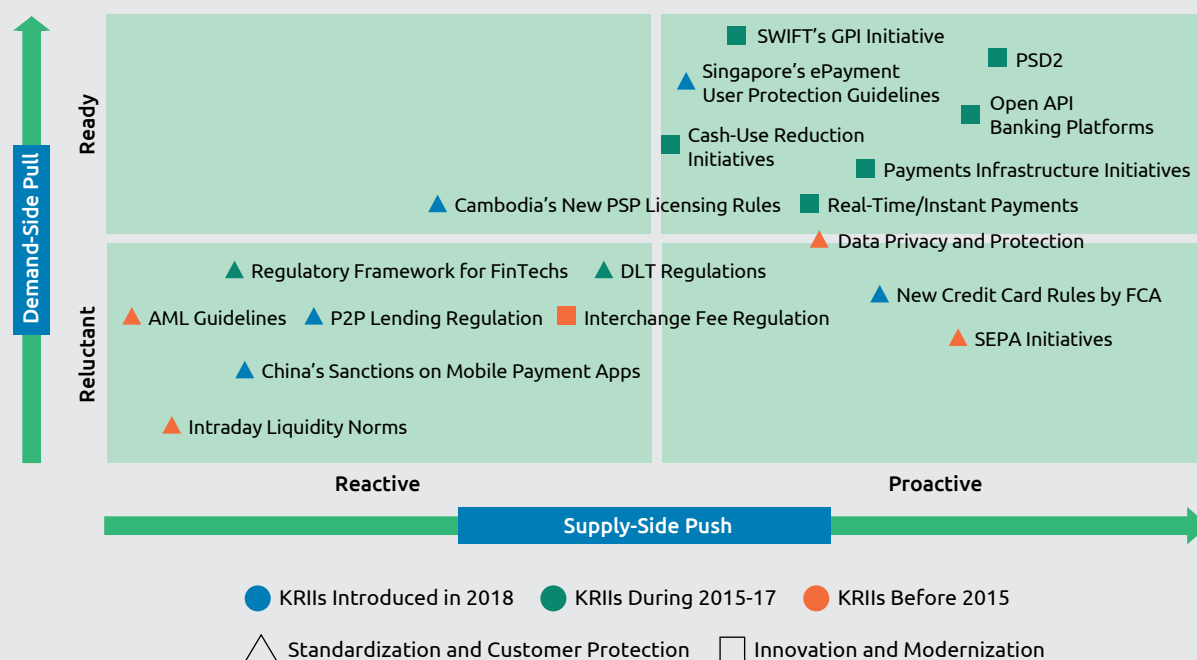 SWIFT's GPI Initiative
PSD2
Singapore's ePayment
User Protection Guidelines
Open API
Banking Platforms
Cash-Use Reduction
Initiatives
Payments Infrastructure Initiatives
Cambodia's New PSP Licensing Rules
Real-Time/Instant Payments
Data Privacy and Protection
Ready
Demand-Side Pull
Reluctant
Regulatory Framework for FinTechs
DLT Regulations
New Credit Card Rules by FCA
AML Guidelines
P2P Lending Regulation
Interchange Fee Regulation
SEPA Initiatives
China's Sanctions on Mobile Payment Apps
Intraday Liquidity Norms
Reactive
Proactive
Supply-Side Push
KRIIs Introduced in 2018
KRIIs During 2015-17
KRIIs Before 2015
Standardization and Customer Protection
Innovation and Modernization